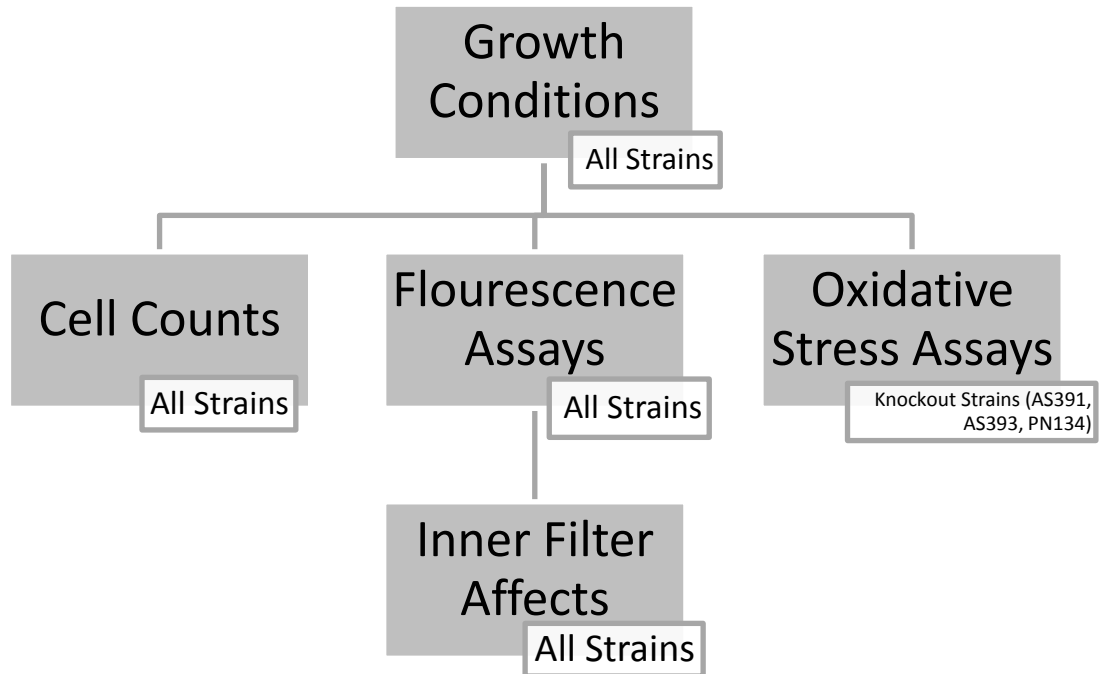 Growth
Conditions
All Strains
Cell Counts
All Strains
Flourescence
Assays
All Strains
Oxidative
Stress Assays
Knockout Strains (AS391,
AS393, PN134)
Inner Filter
Affects
All Strains